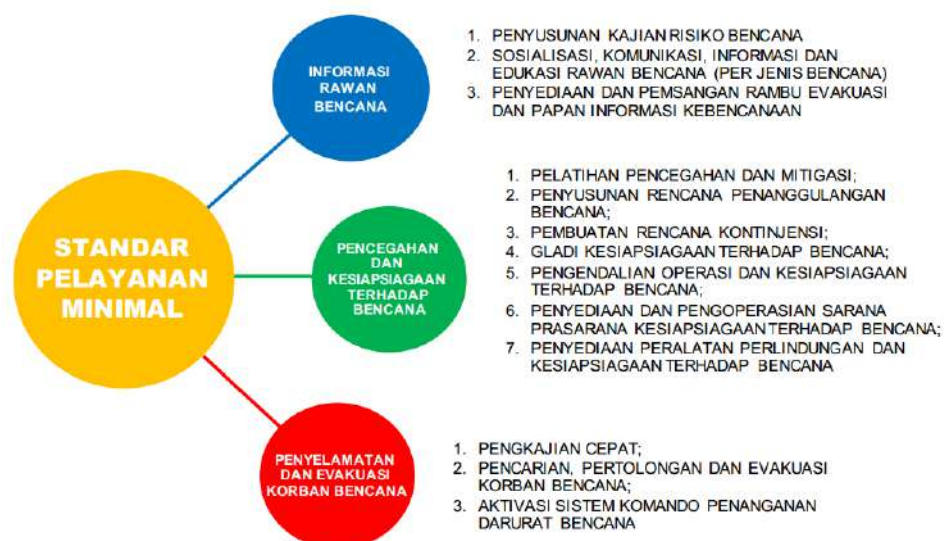 STANDAR
PELAYANAN
MINIMAL
INFORMASI
RAWAN
BENCANA
1. PENYUSUNAN KAJIAN RISIKO BENCANA
2. SOSIALISASI, KOMUNIKASI, INFORMASI DAN
EDUKASI RAWAN BENCANA (PER JENIS BENCANA)
3. PENYEDIAAN DAN PEMSANGAN RAMBU EVAKUASI
DAN PAPAN INFORMASI KEBENCANAAN
PENCEGAHAN
DAN
KESIAPSIAGAAN
TERHADAP
BENCANA
1. PELATIHAN PENCEGAHAN DAN MITIGASI;
2. PENYUSUNAN RENCANA PENANGGULANGAN
BENCANA;
3. PEMBUATAN RENCANA KONTINJENSI;
4. GLADI KESIAPSIAGAAN TERHADAP BENCANA;
5. PENGENDALIAN OPERASI DAN KESIAPSIAGAAN
TERHADAP BENCANA;
6. PENYEDIAAN DAN PENGOPERASIAN SARANA
PRASARANA KESIAPSIAGAAN TERHADAP BENCANA;
7. PENYEDIAAN PERALATAN PERLINDUNGAN DAN
KESIAPSIAGAAN TERHADAP BENCANA
PENYELAMATAN
DAN EVAKUASI
KORBAN BENCANA
1. PENGKAJIAN CEPAT;
2. PENCARIAN, PERTOLONGAN DAN EVAKUASI
KORBAN BENCANA;
3. AKTIVASI SISTEM KOMANDO PENANGANAN
DARURAT BENCANA